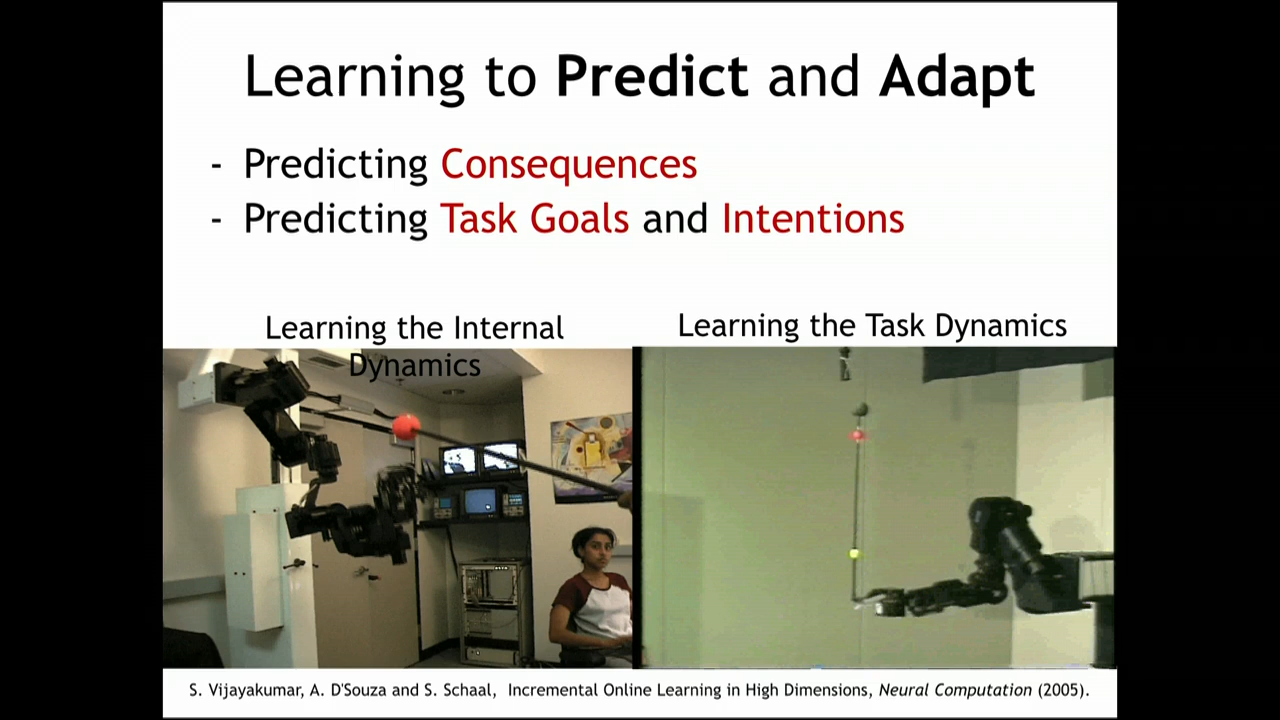 Learning to Predict and Adapt
- Predicting Consequences
- Predicting Task Goals and Intentions
Learning the Internal
Dynamics
Learning the Task Dynamics
S. Vijayakumar, A. D'Souza and S. Schaal, Incremental Online Learning in High Dimensions, Neural Computation (2005).